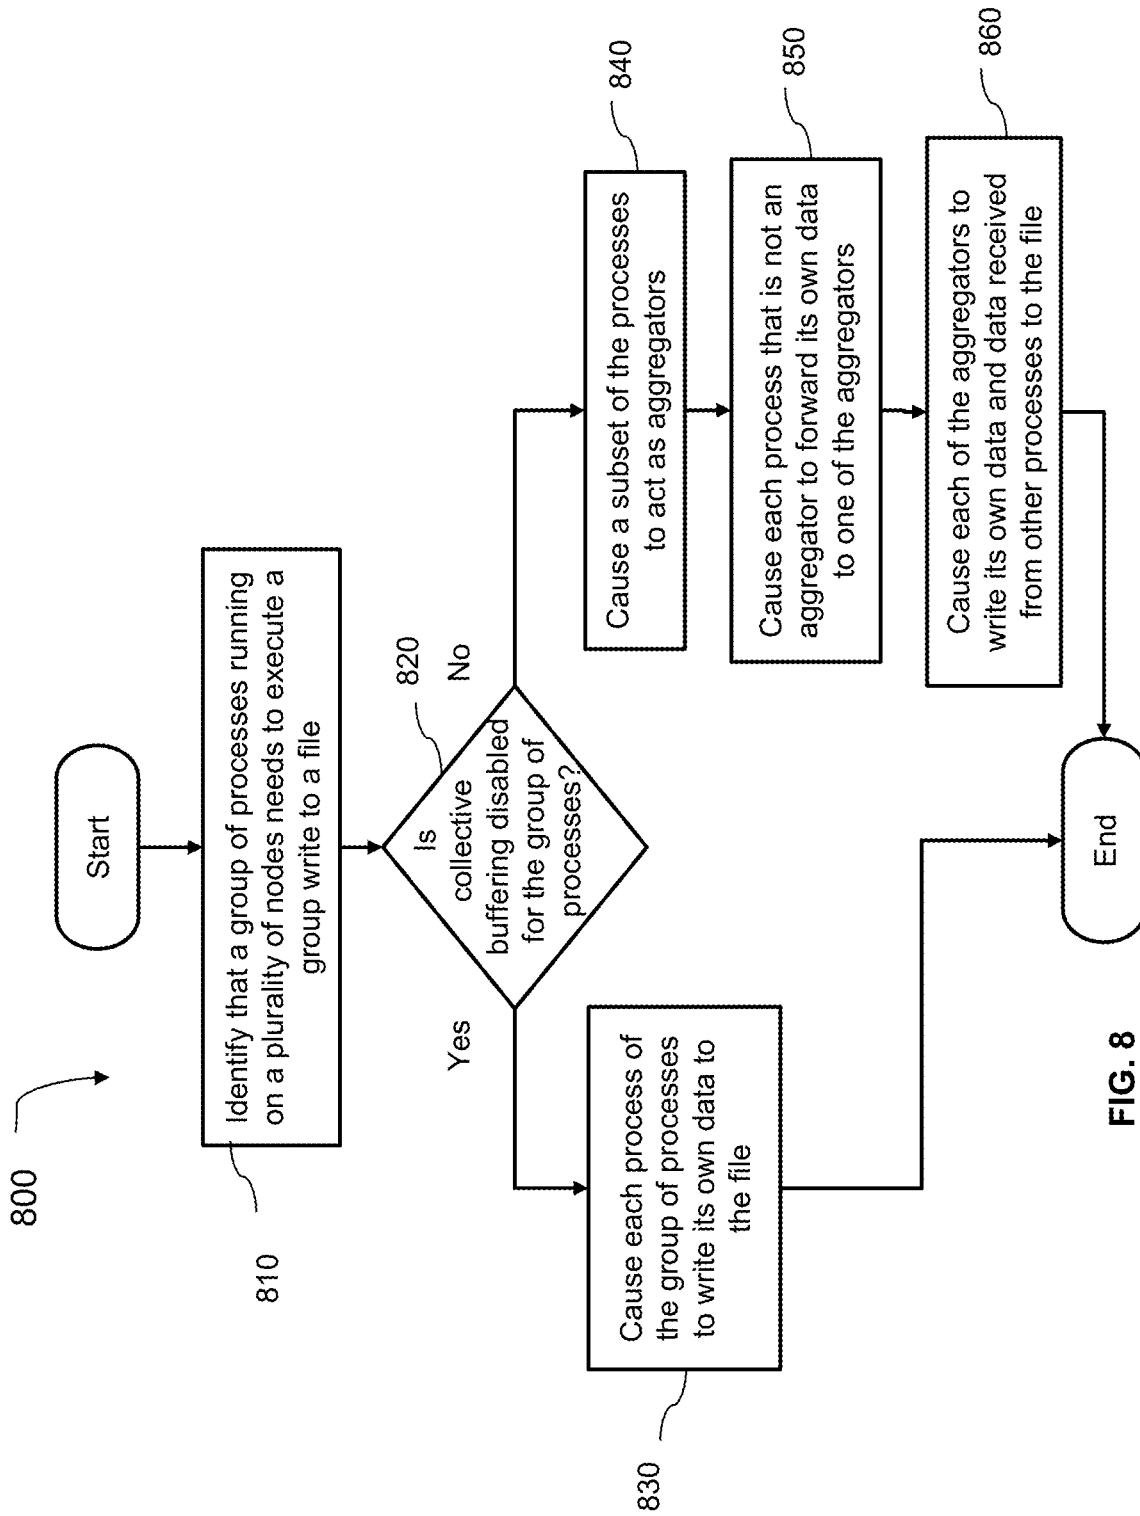 800
Start
810
Identify that a group of processes running
on a plurality of nodes needs to execute a
group write to a file
820
Is
collective
buffering disabled
for the group of
processes?
Yes
No
830
Cause each process of
the group of processes
to write its own data to
the file
840
Cause a subset of the processes
to act as aggregators
850
Cause each process that is not an
aggregator to forward its own data
to one of the aggregators
860
Cause each of the aggregators to
write its own data and data received
from other processes to the file
End
FIG. 8